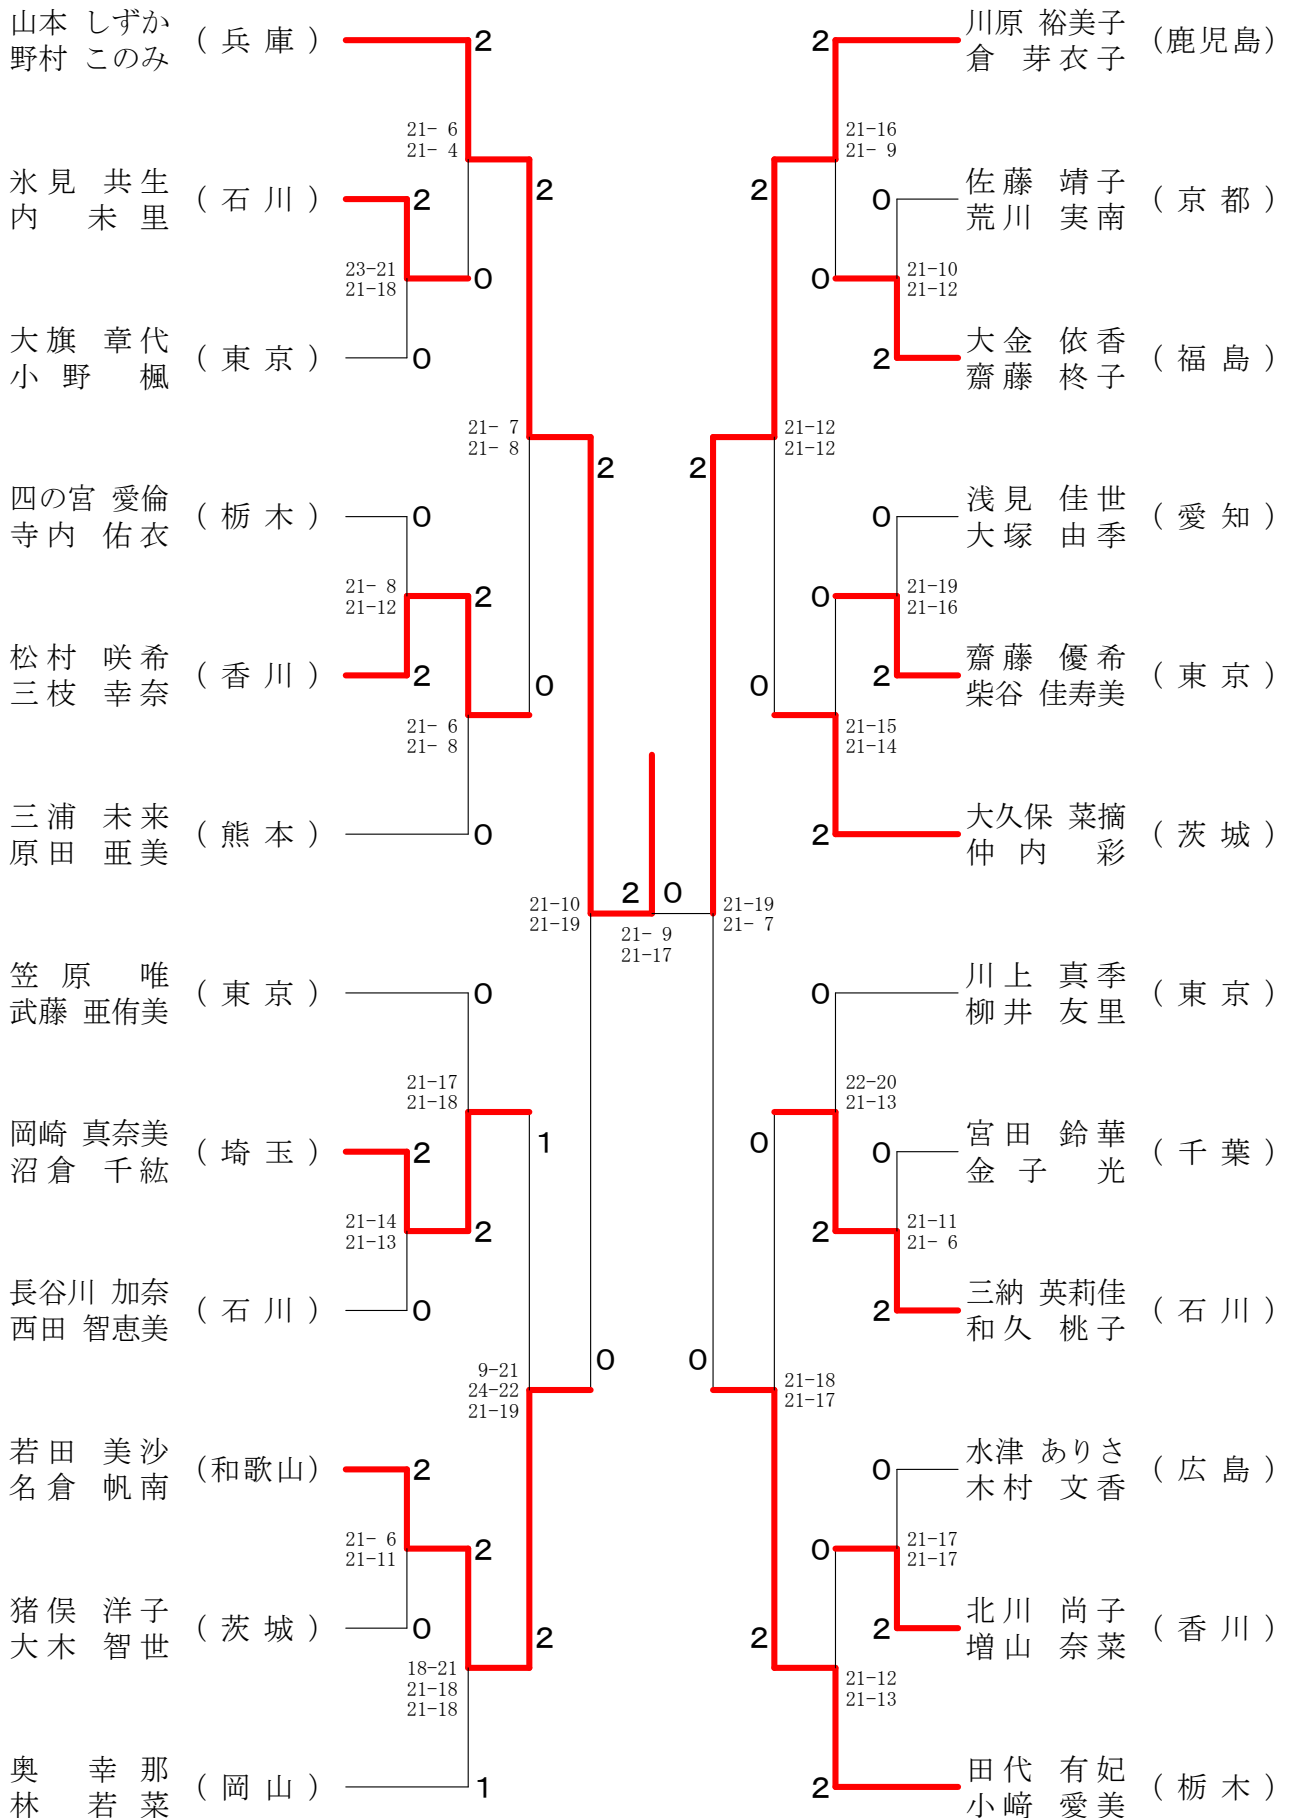 山本 しずか
野村 このみ
( 兵 庫 )
2
21- 6
21- 4
氷見 共生
内 未里
( 石 川 )
2
2
23-21
21-18
0
大旗 章代
小野 楓
( 東 京 )
0
21- 7
21- 8
2
四の宮 愛倫
寺内 佑衣
( 栃 木 )
0
21- 8
21-12
2
松村 咲希
三枝 幸奈
( 香 川 )
2
0
21- 6
21- 8
三浦 未来
原田 亜美
( 熊 本 )
0
21-10
21-19
笠原 唯
武藤 亜侑美
( 東 京 )
0
21-17
21-18
岡崎 真奈美
沼倉 千紘
( 埼 玉 )
2
1
21-14
21-13
2
長谷川 加奈
西田 智恵美
( 石 川 )
0
0
9-21
24-22
21-19
若田 美沙
名倉 帆南
(和歌山)
2
21- 6
21-11
2
猪俣 洋子
大木 智世
( 茨 城 )
0
2
18-21
21-18
21-18
奥 幸那
林 若菜
( 岡 山 )
1
2 0
21- 9
21-17
2
川原 裕美子
倉 芽衣子
(鹿児島)
21-16
21- 9
2
0
佐藤 靖子
荒川 実南
( 京 都 )
0
21-10
21-12
2
大金 依香
齋藤 柊子
( 福 島 )
21-12
21-12
2
0
浅見 佳世
大塚 由季
( 愛 知 )
0
21-19
21-16
0
2
齋藤 優希
柴谷 佳寿美
( 東 京 )
21-15
21-14
2
大久保 菜摘
仲内 彩
( 茨 城 )
21-19
21- 7
0
川上 真季
柳井 友里
( 東 京 )
22-20
21-13
0
0
宮田 鈴華
金子 光
( 千 葉 )
2
21-11
21- 6
2
三納 英莉佳
和久 桃子
( 石 川 )
0
21-18
21-17
0
水津 ありさ
木村 文香
( 広 島 )
0
21-17
21-17
2
2
北川 尚子
増山 奈菜
( 香 川 )
21-12
21-13
2
田代 有妃
小﨑 愛美
( 栃 木 )